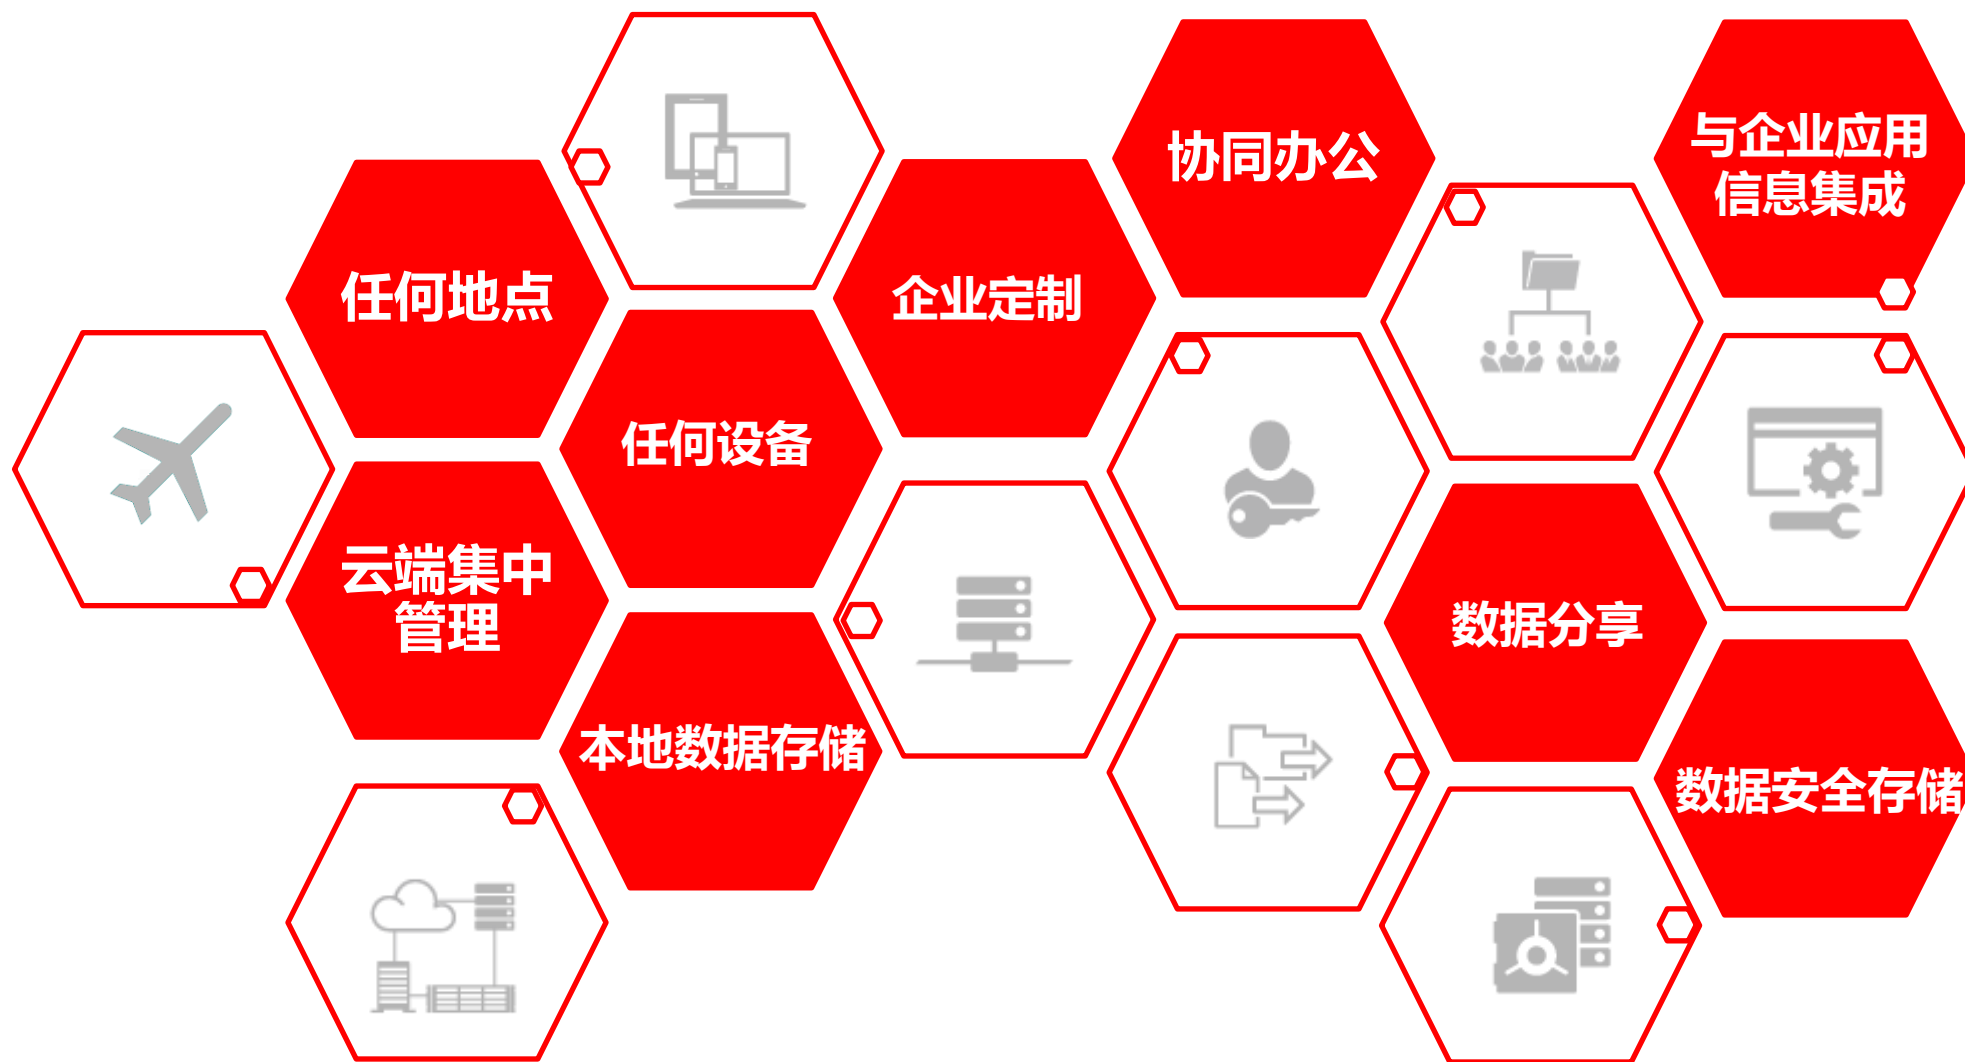 任何地点
云端集中
管理
任何设备
本地数据存储
企业定制
协同办公
数据分享
与企业应用
信息集成
数据安全存储